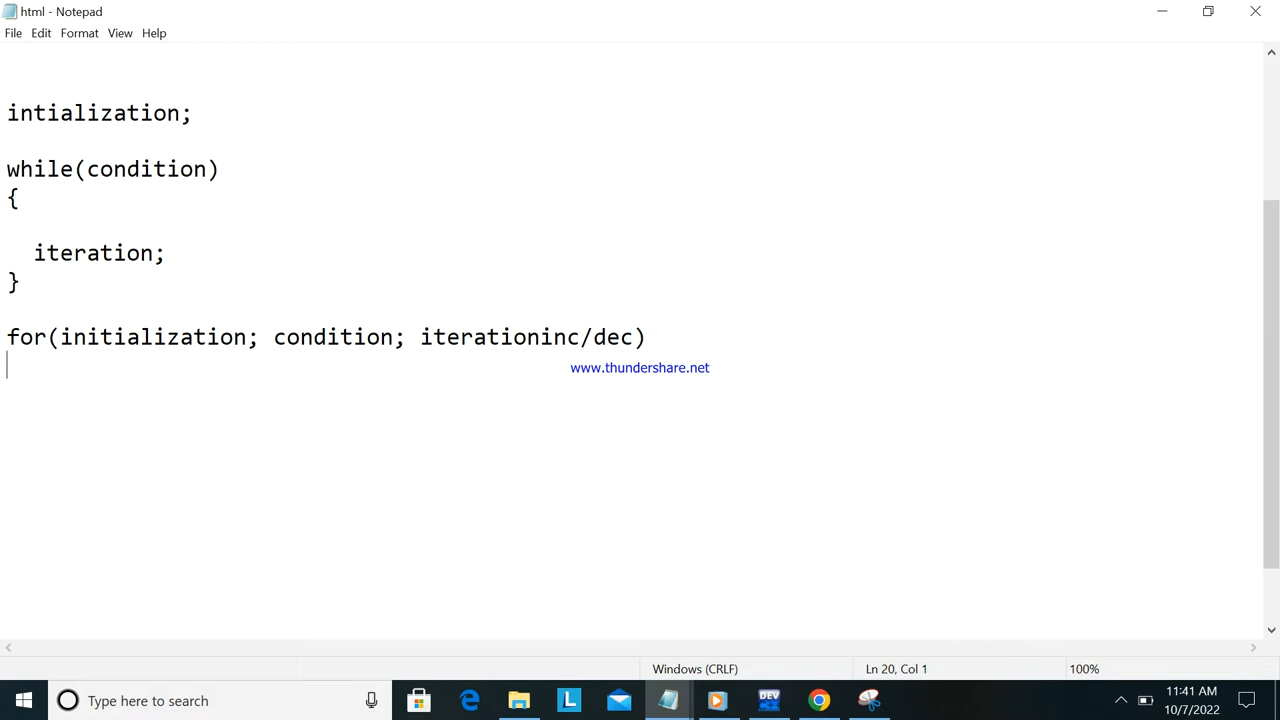 html - Notepad
File Edit Format View Help
intialization;
while(condition)
{
iteration;
}
for(initialization; condition; iterationinc/dec)
www.thundershare.net
Windows (CRLF) Ln 20, Col 1 100%
Type here to search
L
DEV
11:41 AM
10/7/2022